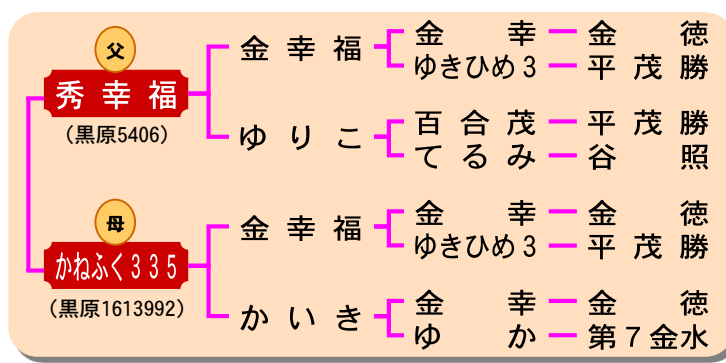 父
秀幸福
（黒原5406）
金幸福
金幸 金徳
ゆきひめ3 平茂勝
ゆりこ
百合茂 平茂勝
てるみ 谷照
母
かねふく335
（黒原1613992）
金幸福
金幸 金徳
ゆきひめ3 平茂勝
かいき
金幸 金徳
ゆか 第7金水